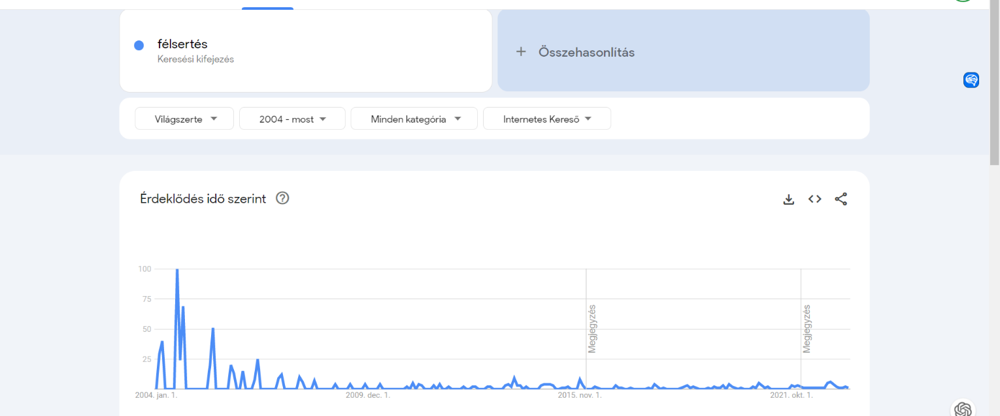 félsertés
Keresési kifejezés
+ Összehasonlítás
Világszerte
2004 - most
Minden kategória
Internetes Kereső
Érdeklődés idő szerint
100
75
50
25
Megjegyzés
Megjegyzés
2004. jan. 1.
2009. dec. 1.
2015. nov. 1.
2021. okt. 1.